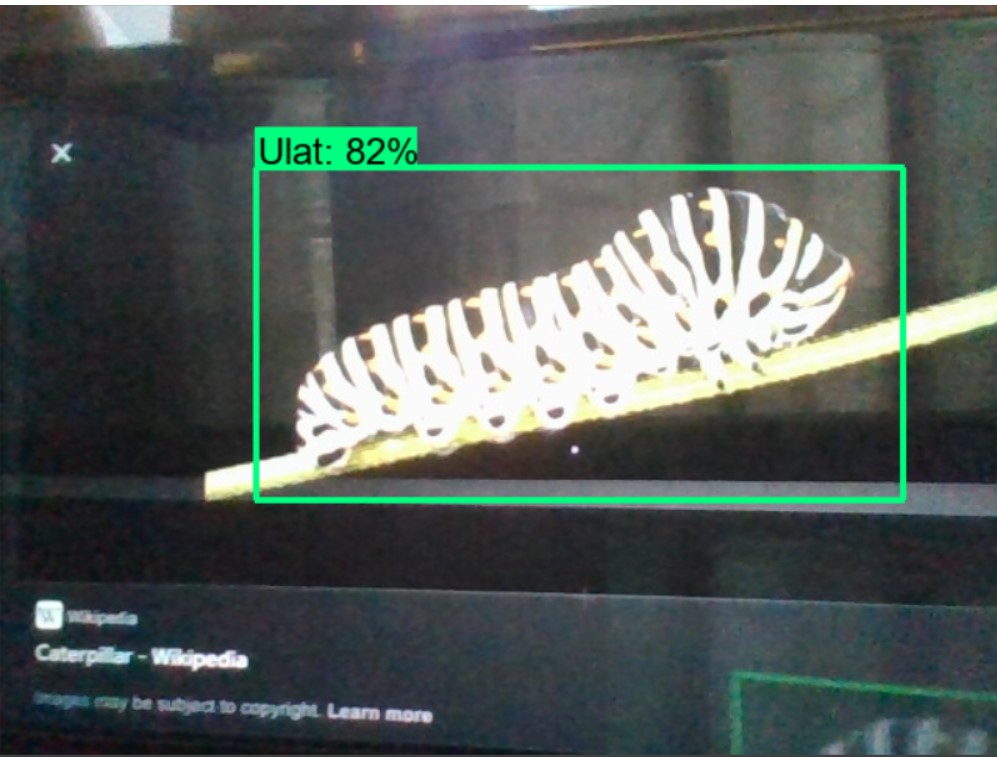 Ulat: 82%
Wikipedia
Caterpillar - Wikipedia
Images may be subject to copyright. Learn more